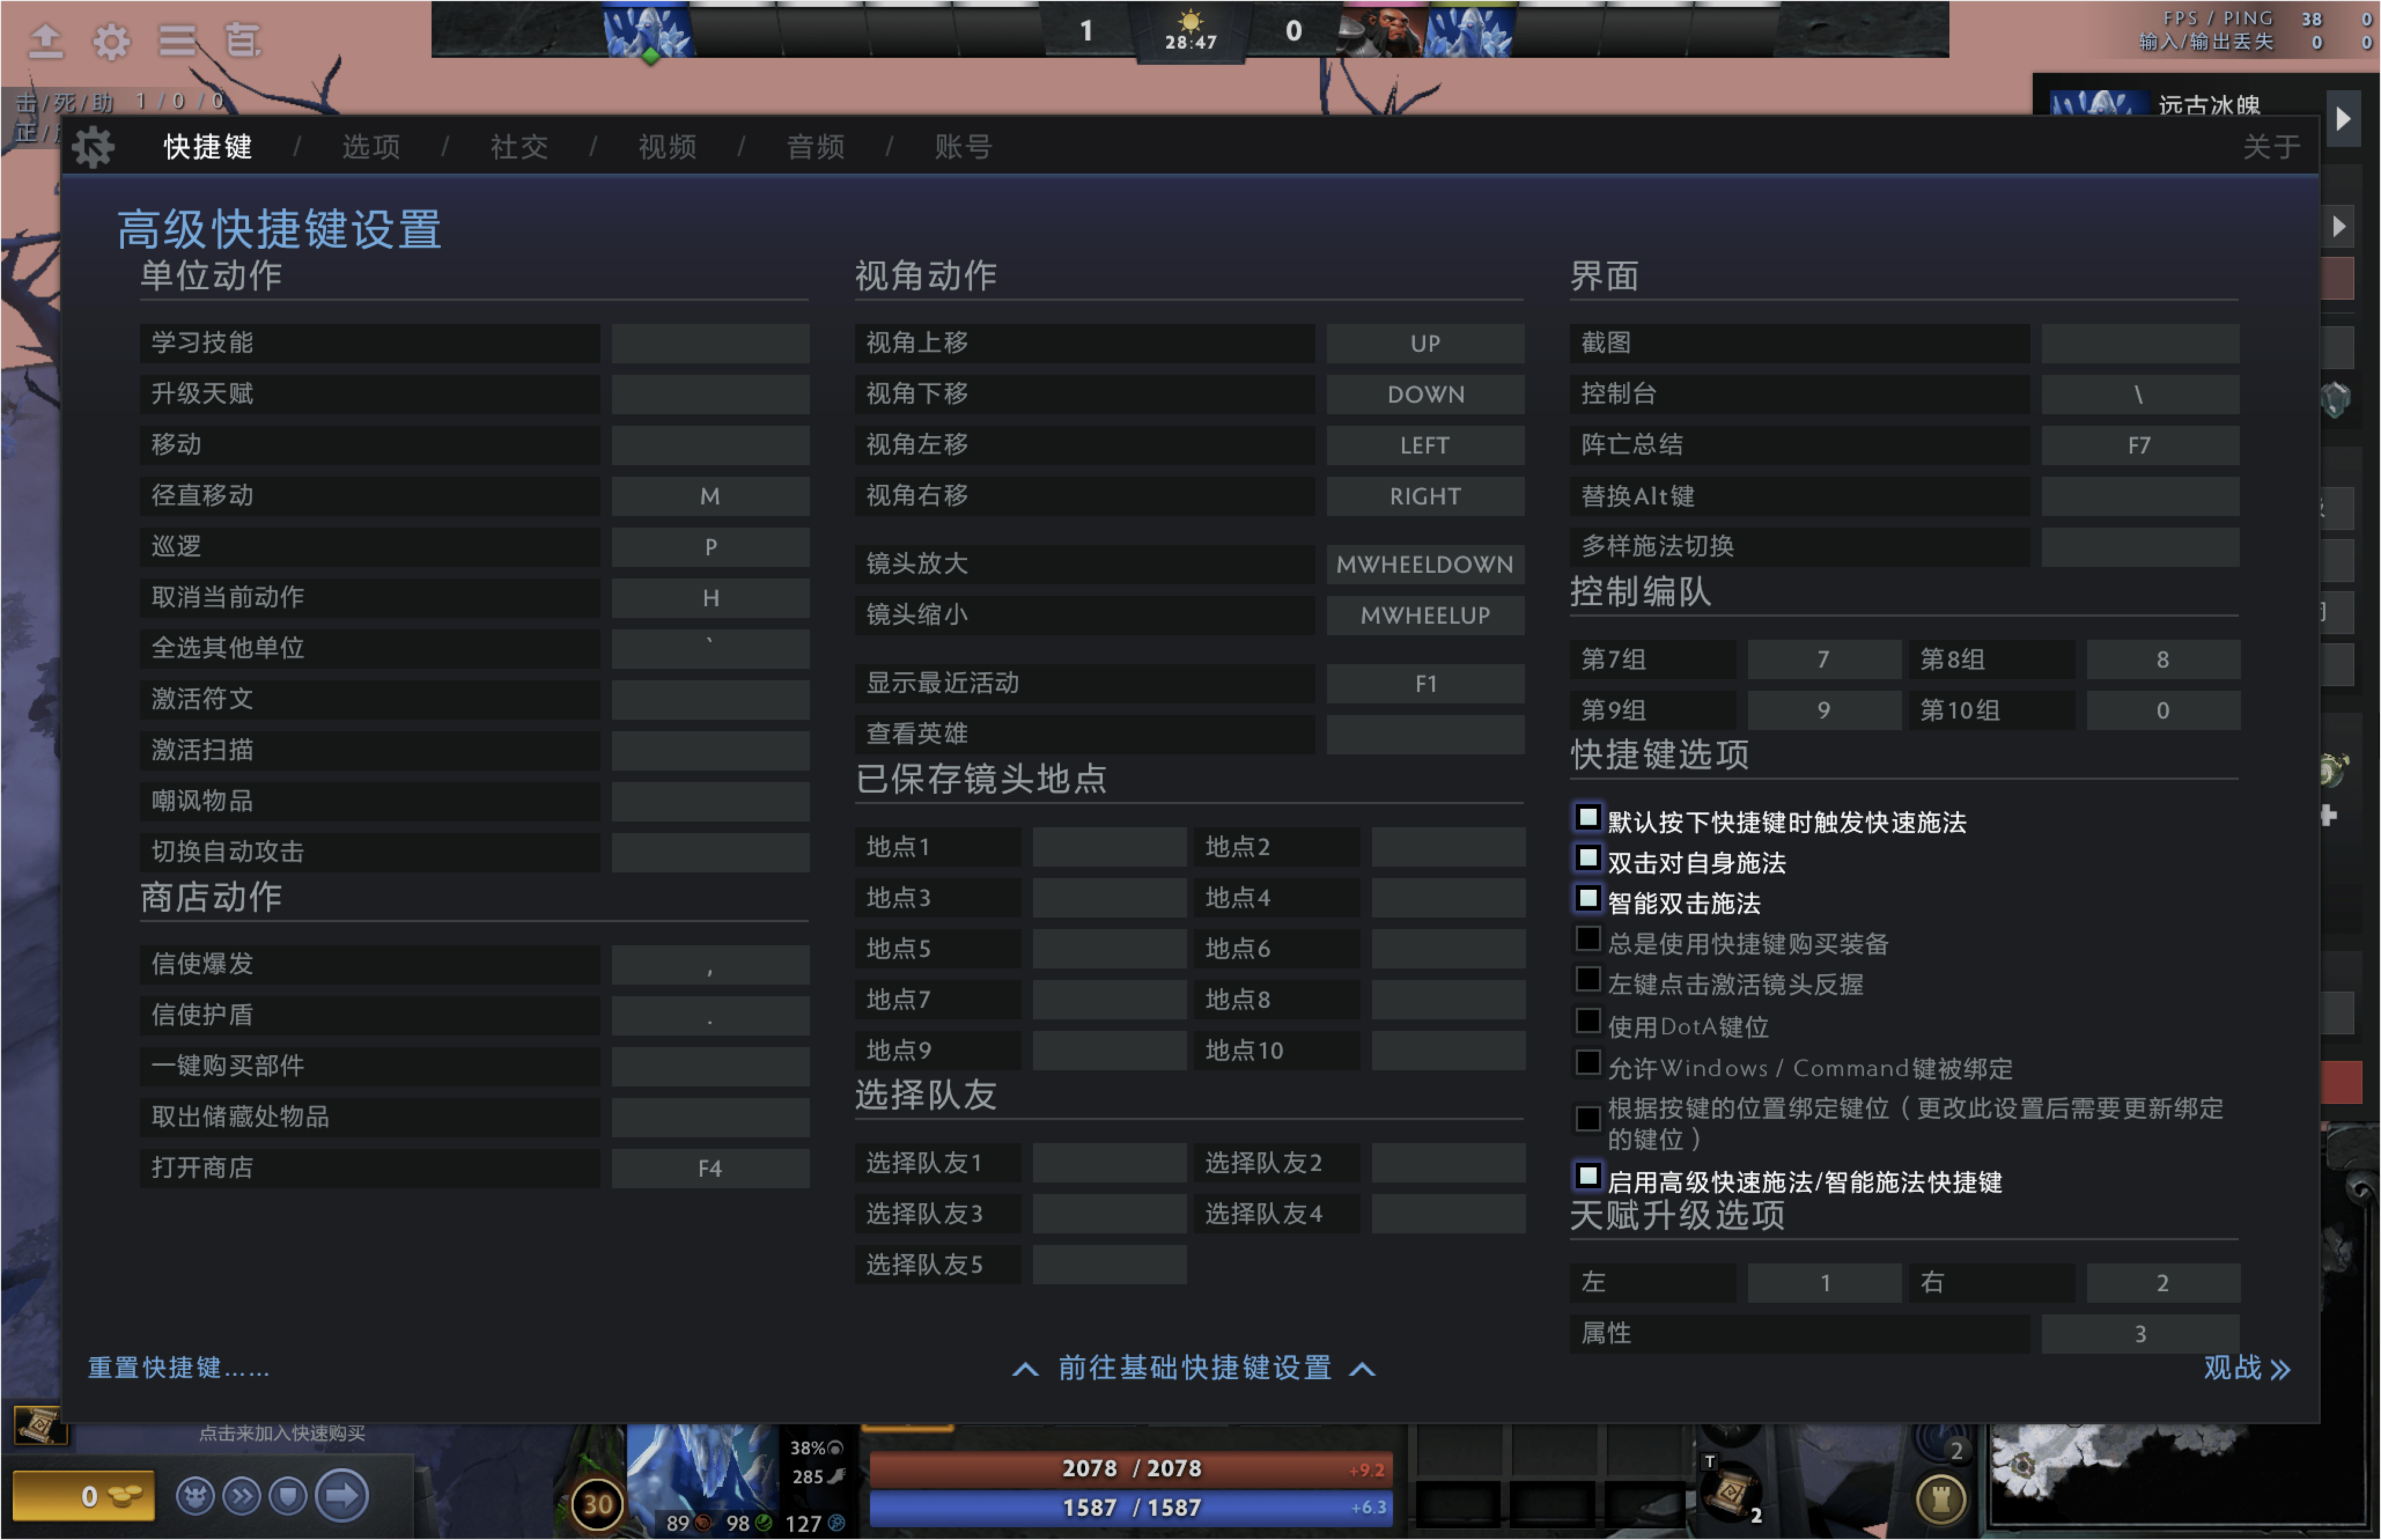 FPS / PING 38 0
输入/输出丢失 0 0
1 28:47 0
击/死/助 1 / 0 / 0
远古冰魄
快捷键 / 选项 / 社交 / 视频 / 音频 / 账号
关于
高级快捷键设置
单位动作
学习技能
升级天赋
移动
径直移动 M
巡逻 P
取消当前动作 H
全选其他单位 `
激活符文
激活扫描
嘲讽物品
切换自动攻击
商店动作
信使爆发 ,
信使护盾 .
一键购买部件
取出储藏处物品
打开商店 F4
视角动作
视角上移 UP
视角下移 DOWN
视角左移 LEFT
视角右移 RIGHT
镜头放大 MWHEELDOWN
镜头缩小 MWHEELUP
显示最近活动 F1
查看英雄
已保存镜头地点
地点1 地点2
地点3 地点4
地点5 地点6
地点7 地点8
地点9 地点10
选择队友
选择队友1 选择队友2
选择队友3 选择队友4
选择队友5
界面
截图
控制台 \
阵亡总结 F7
替换Alt键
多样施法切换
控制编队
第7组 7 第8组 8
第9组 9 第10组 0
快捷键选项
默认按下快捷键时触发快速施法
双击对自身施法
智能双击施法
总是使用快捷键购买装备
左键点击激活镜头反握
使用DotA键位
允许Windows / Command键被绑定
根据按键的位置绑定键位（更改此设置后需要更新绑定
的键位）
启用高级快速施法/智能施法快捷键
天赋升级选项
左 1 右 2
属性 3
重置快捷键……
前往基础快捷键设置
观战
点击来加入快速购买
0
30
38%
285
89 98 127
2078 / 2078 +9.2
1587 / 1587 +6.3
T
2
2